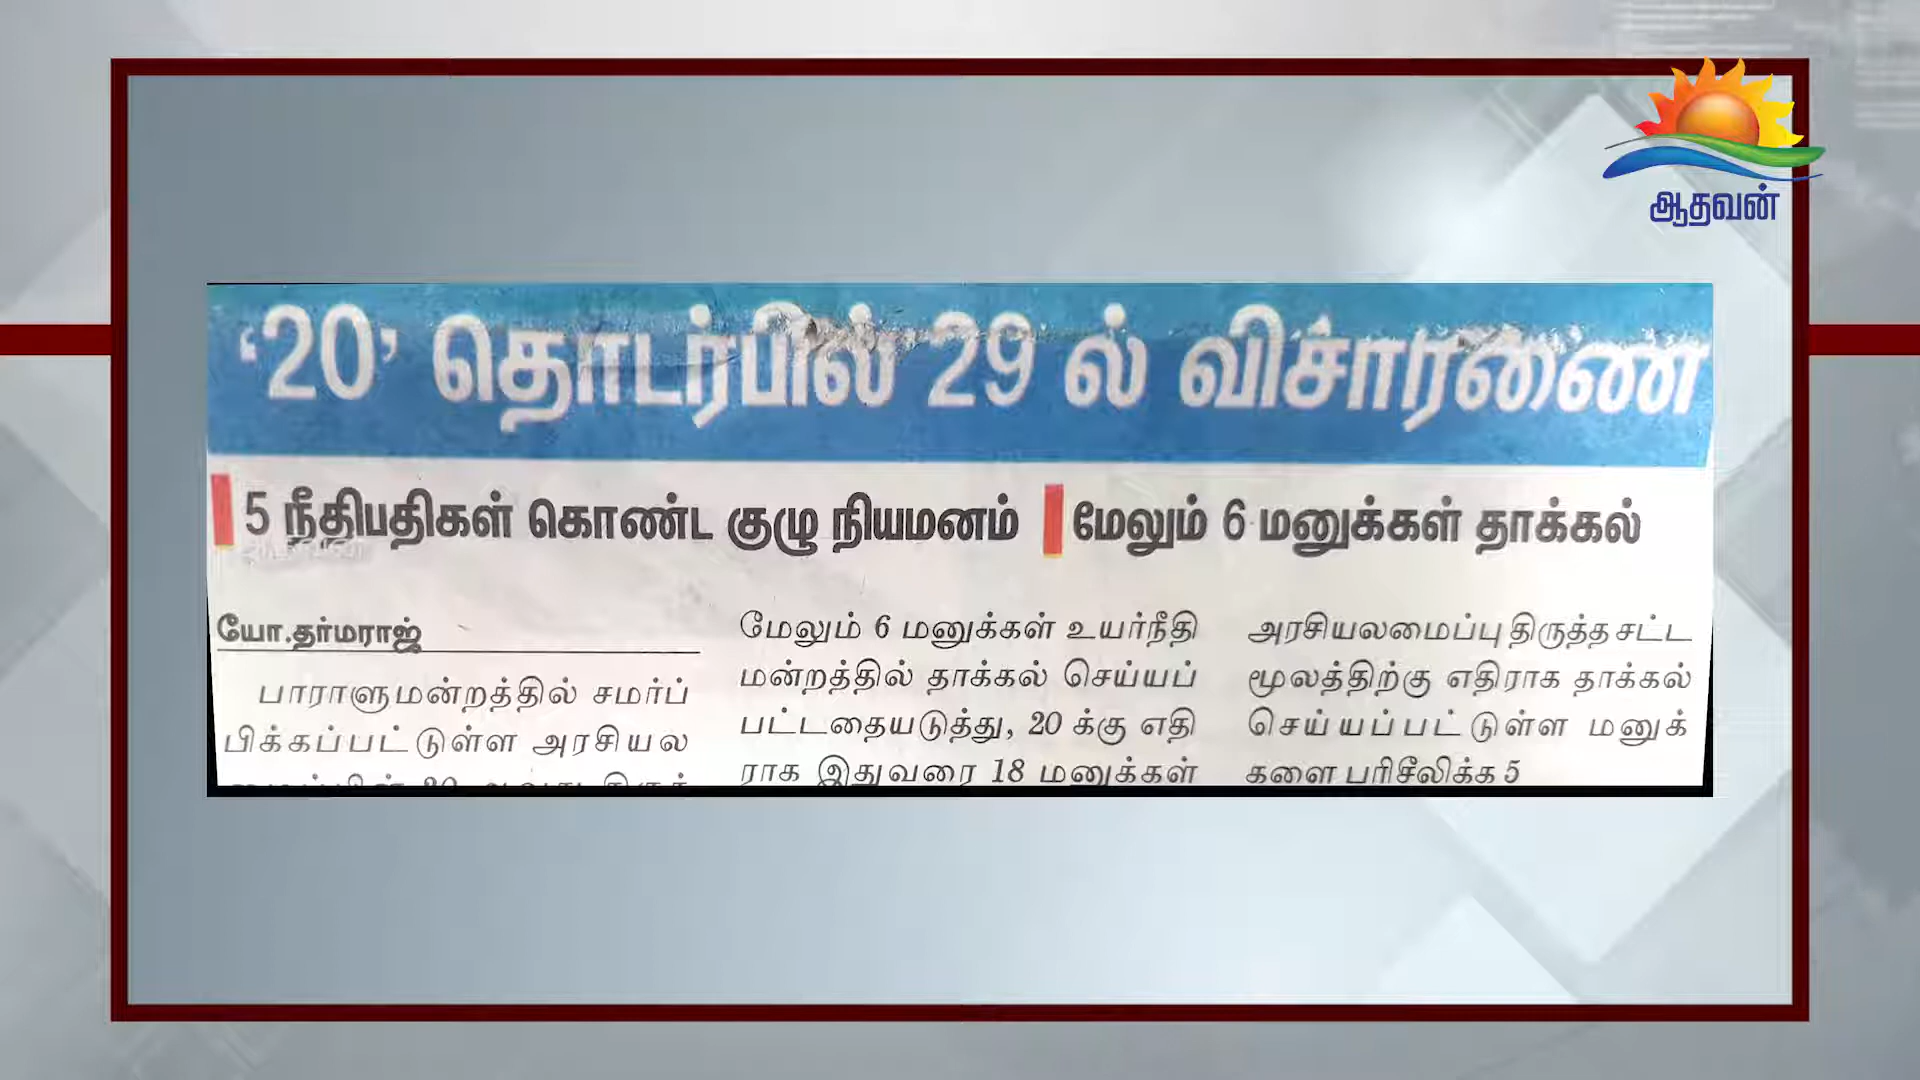 ஆதவன்
‘20’ தொடர்பில் 29 ல் விசாரணை
5 நீதிபதிகள் கொண்ட குழு நியமனம்
மேலும் 6 மனுக்கள் தாக்கல்
யோ.தர்மராஜ்
பாராளுமன்றத்தில் சமர்ப்
பிக்கப்பட்டுள்ள அரசியல
மேலும் 6 மனுக்கள் உயர்நீதி
மன்றத்தில் தாக்கல் செய்யப்
பட்டதையடுத்து, 20 க்கு எதி
ராக இதுவரை 18 மனுக்கள்
அரசியலமைப்பு திருத்த சட்ட
மூலத்திற்கு எதிராக தாக்கல்
செய்யப்பட்டுள்ள மனுக்
களை பரிசீலிக்க 5